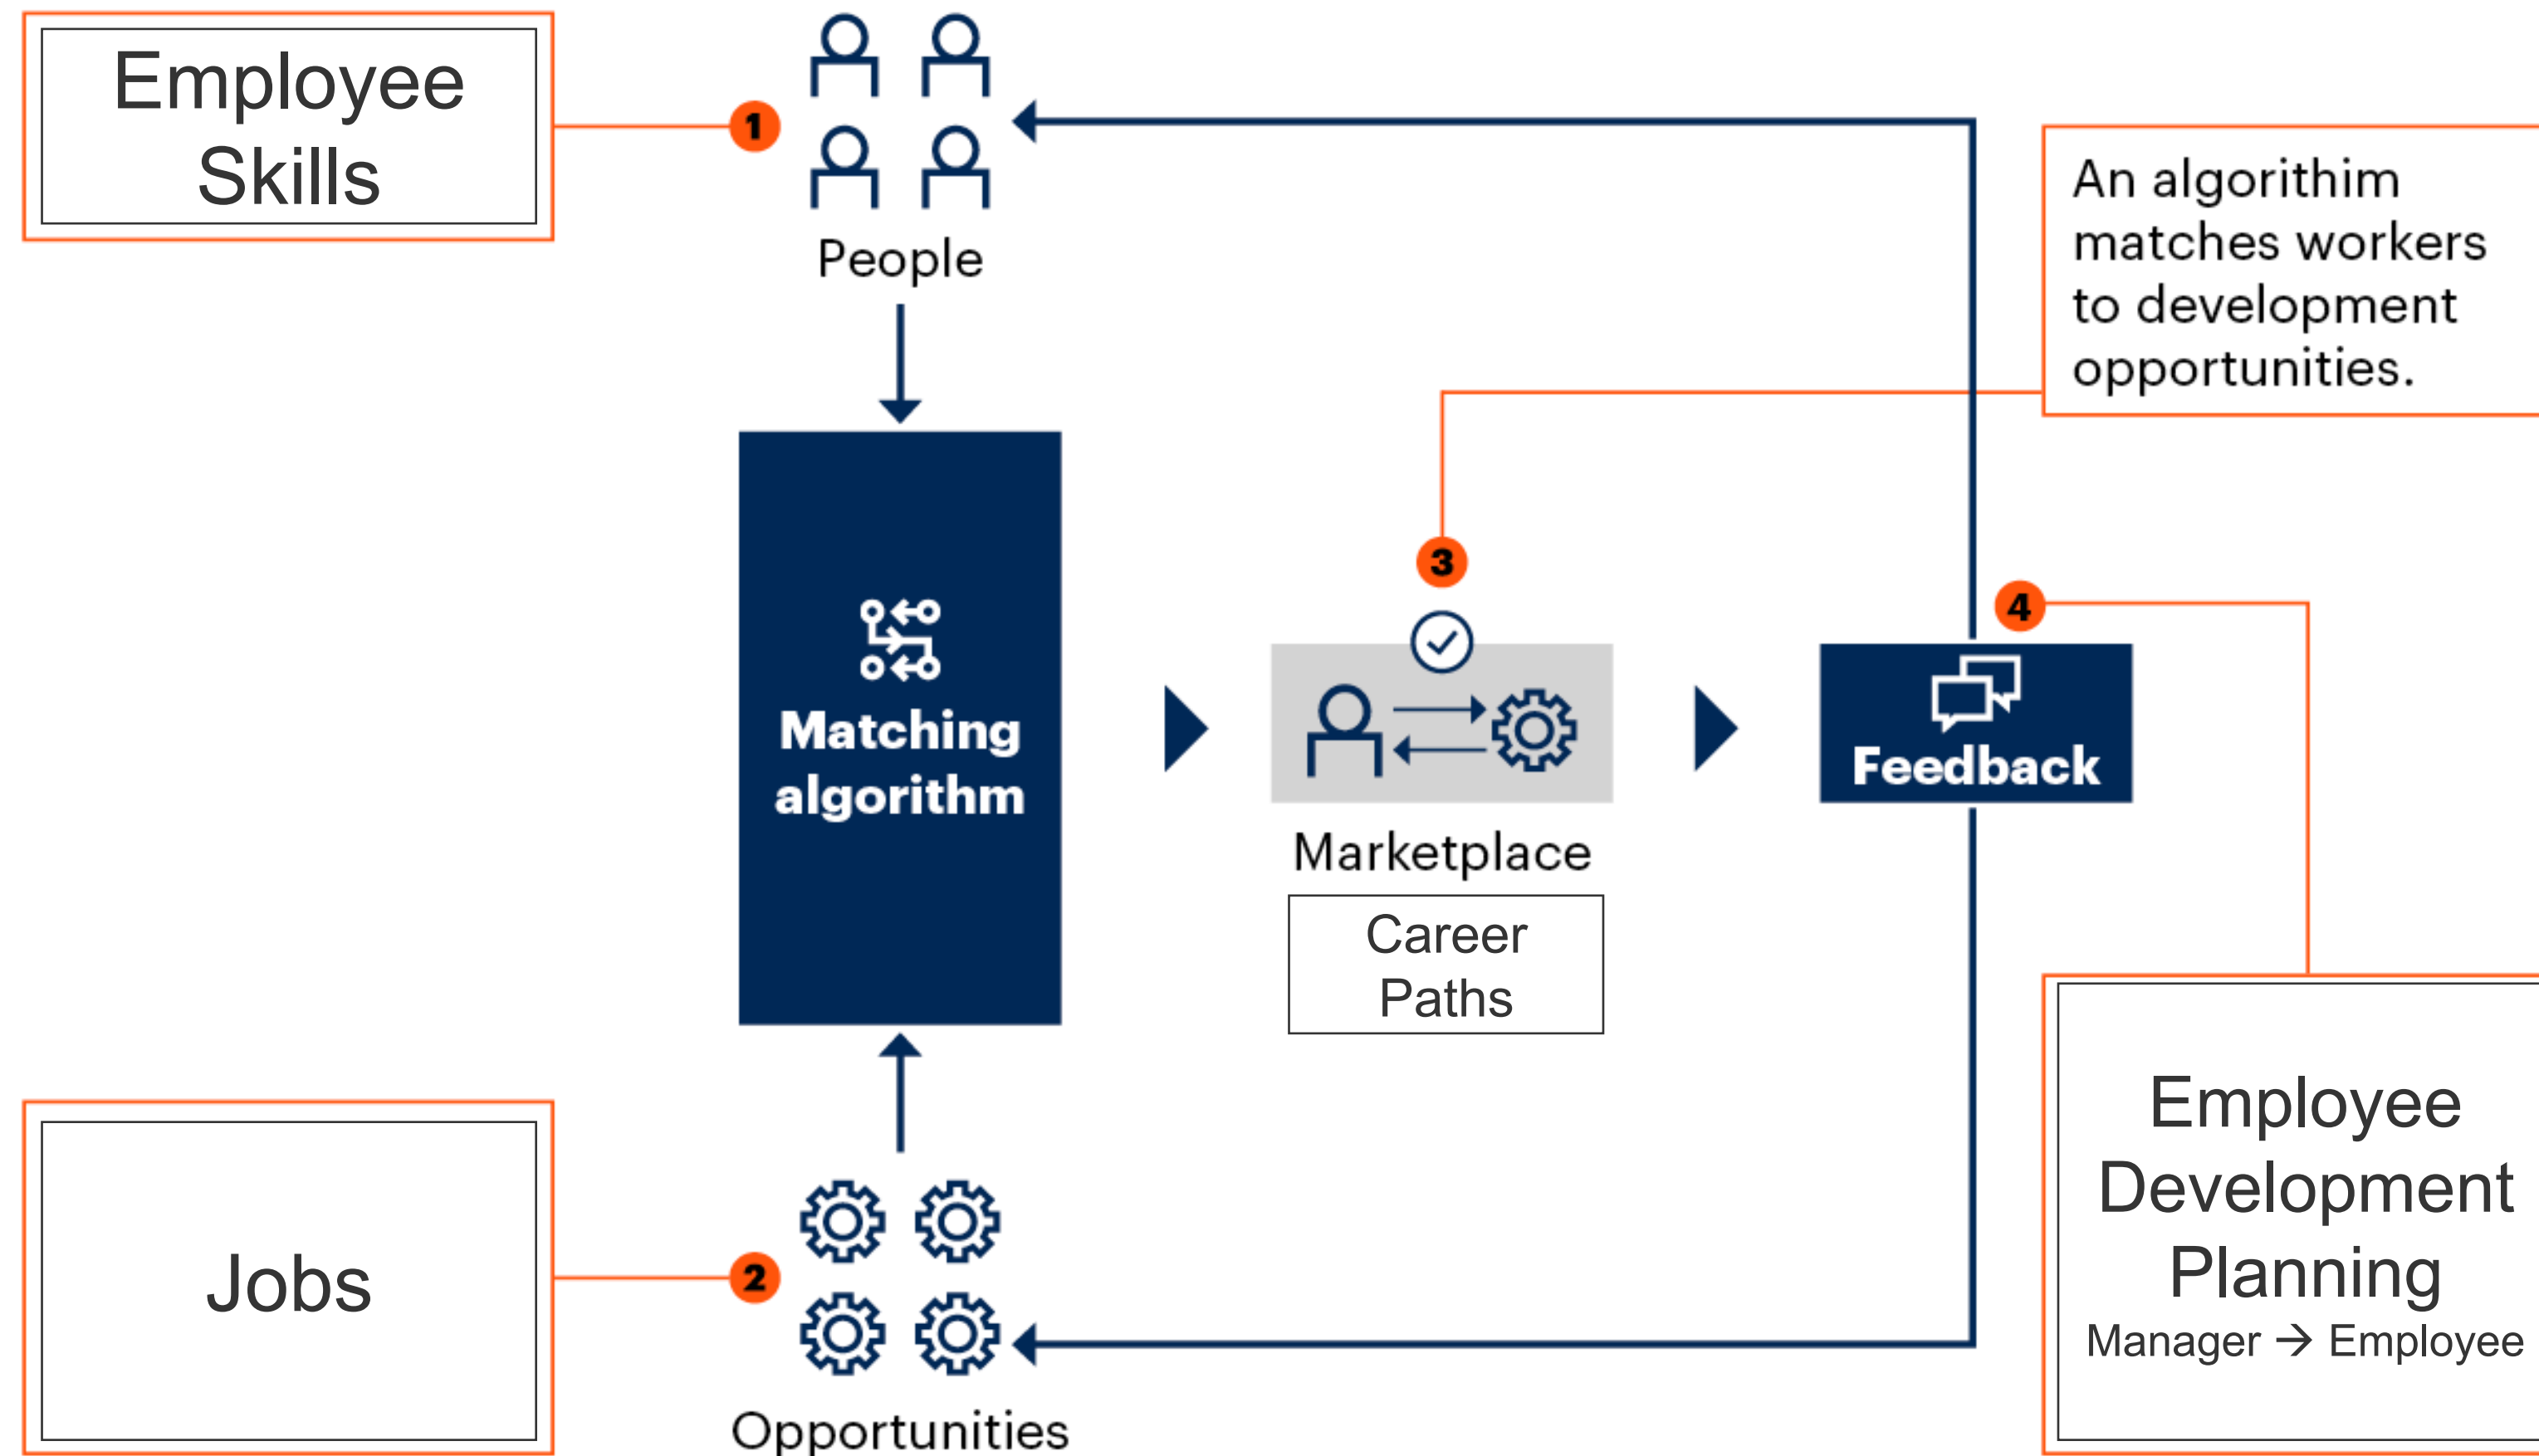 Employee
Skills
1
People
An algorithim
matches workers
to development
opportunities.
3
4
Matching
algorithm
Feedback
Marketplace
Career
Paths
Employee
Development
Planning
Manager → Employee
Jobs
2
Opportunities